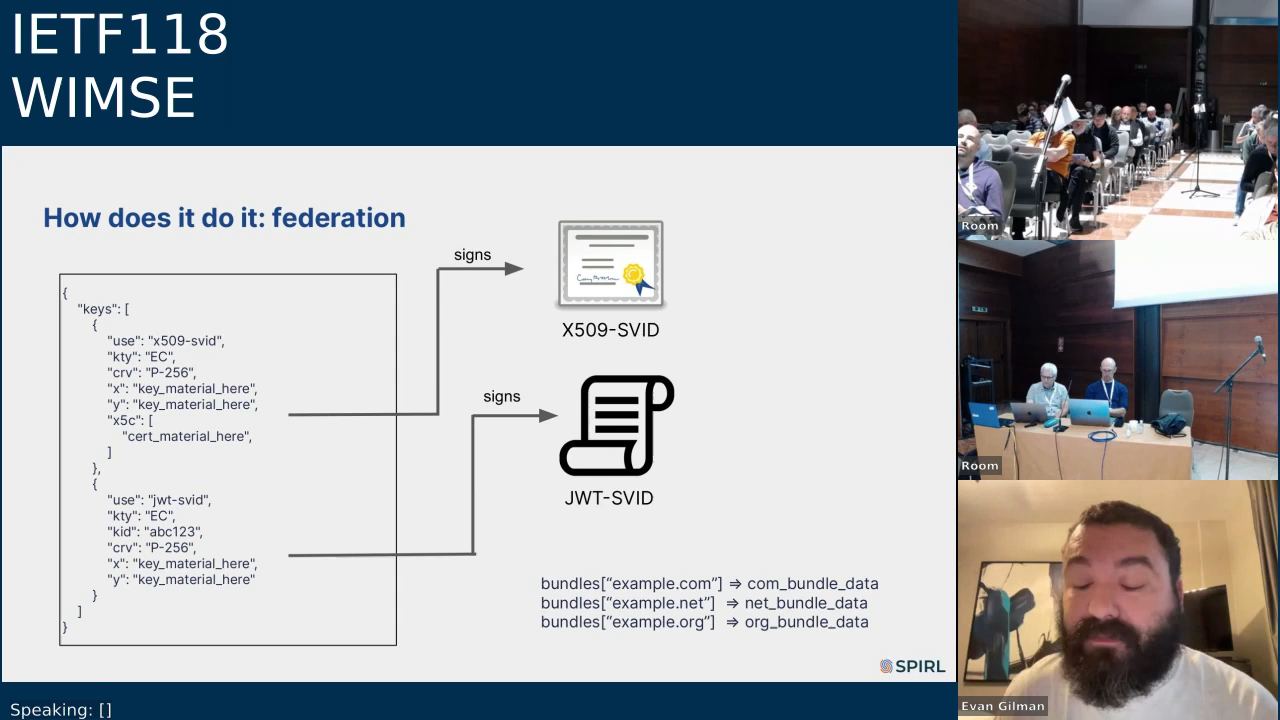 IETF118
WIMSE
How does it do it: federation
{
"keys": [
{
"use": "x509-svid",
"kty": "EC",
"crv": "P-256",
"x": "key_material_here",
"y": "key_material_here",
"x5c": [
"cert_material_here",
]
},
{
"use": "jwt-svid",
"kty": "EC",
"kid": "abc123",
"crv": "P-256",
"x": "key_material_here",
"y": "key_material_here"
}
]
}
signs
X509-SVID
signs
JWT-SVID
bundles[“example.com”] ⇒ com_bundle_data
bundles[“example.net”] ⇒ net_bundle_data
bundles[“example.org”] ⇒ org_bundle_data
SPIRL
Speaking: []
Room
Room
Evan Gilman